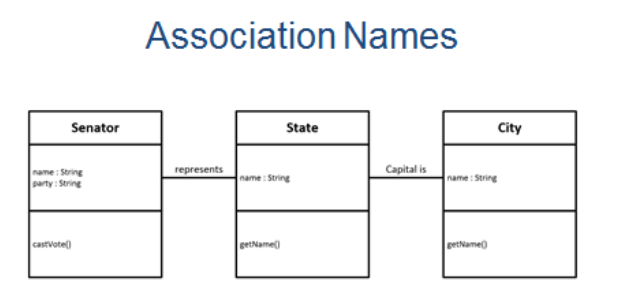 Association Names
Senator
name : String
party : String
castVote()
represents
State
name : String
getName()
Capital is
City
name : String
getName()